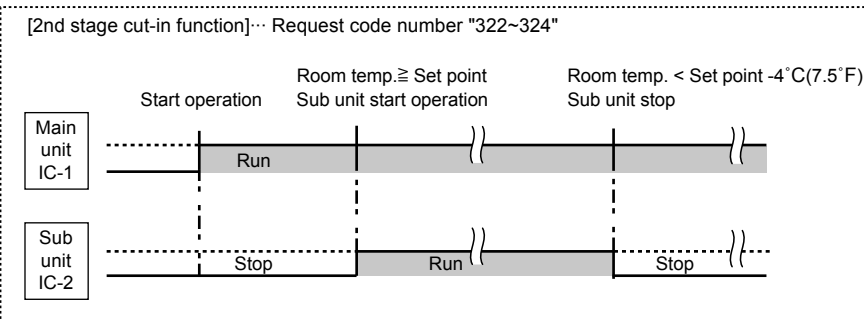 [2nd stage cut-in function]··· Request code number "322~324"
Room temp.≧ Set point
Room temp. < Set point -4˚C(7.5˚F)
Start operation
Sub unit start operation
Sub unit stop
Main
unit
IC-1
Run
Sub
unit
IC-2
Stop
Run
Stop